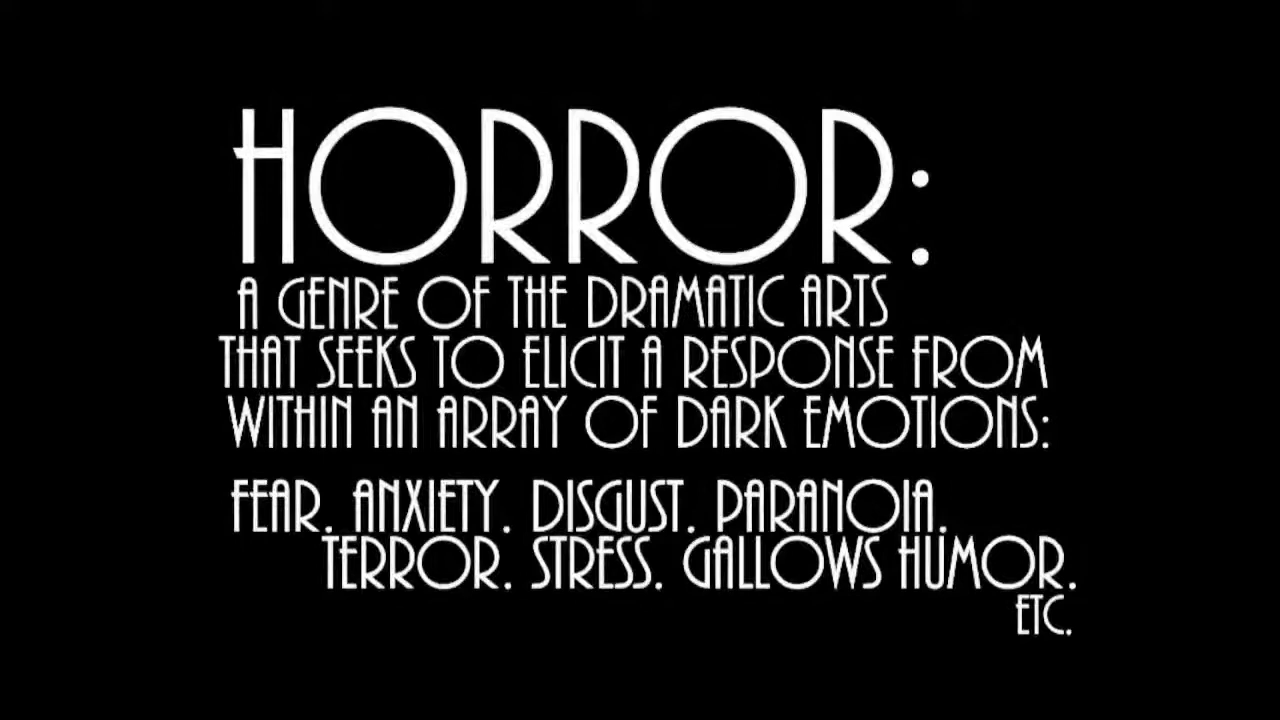 HORROR:
A GENRE OF THE DRAMATIC ARTS
THAT SEEKS TO ELICIT A RESPONSE FROM
WITHIN AN ARRAY OF DARK EMOTIONS:
FEAR. ANXIETY. DISGUST. PARANOIA.
TERROR. STRESS. GALLOWS HUMOR.
ETC.